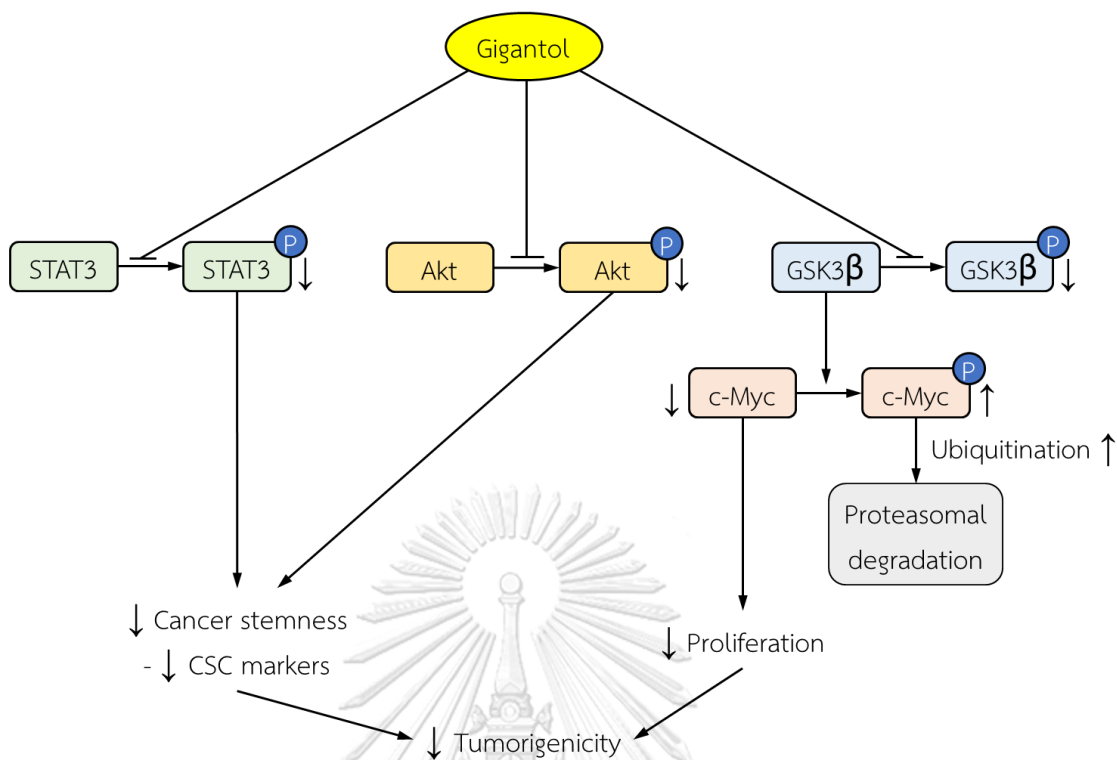 Gigantol
STAT3
STAT3
P
↓
Akt
Akt
P
↓
GSK3β
GSK3β
P
↓
↓ c-Myc
c-Myc
P
↑
Ubiquitination ↑
Proteasomal
degradation
↓ Cancer stemness
- ↓ CSC markers
↓ Proliferation
↓ Tumorigenicity